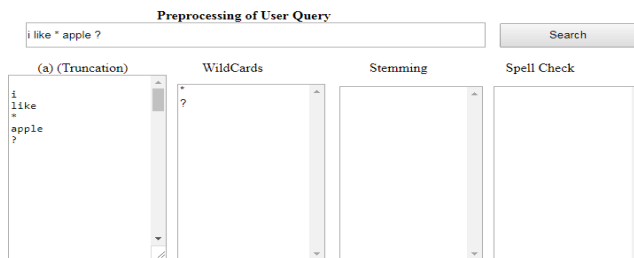 Preprocessing of User Query
i like * apple ?
Search
(a) (Truncation)
WildCards
Stemming
Spell Check
i
like
*
apple
?
*
?